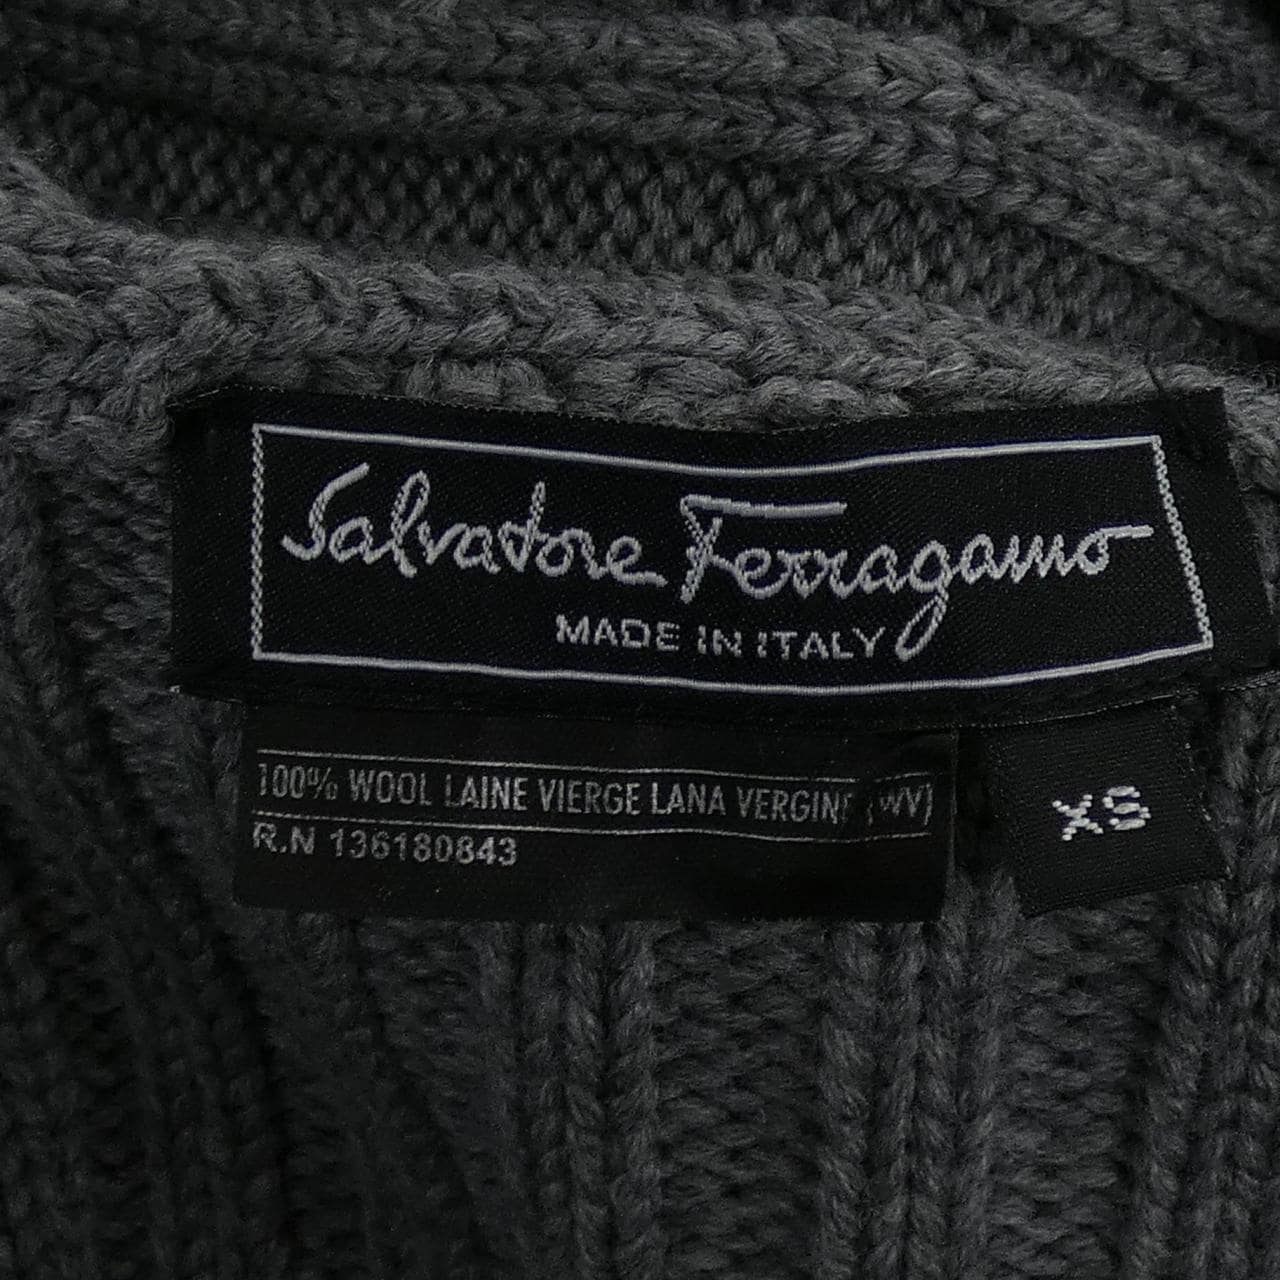 Salvatore Ferragamo
MADE IN ITALY
100% WOOL LAINE VIERGE LANA VERGINE (WV)
R.N 136180843
XS